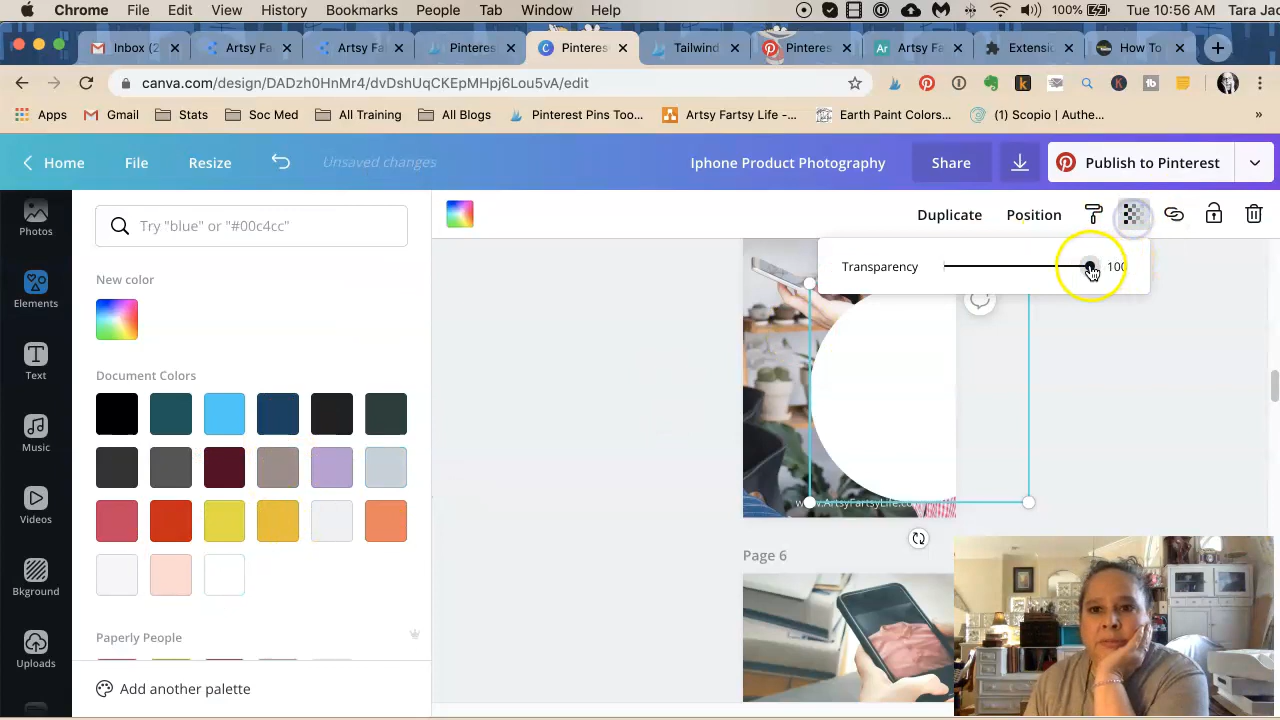 Chrome File Edit View History Bookmarks People Tab Window Help 100% Tue 10:56 AM Tara Jac
Inbox (2 Artsy Fa Artsy Fa Pinteres Pinteres Tailwind Pinteres Artsy Fa Extensio How To
canva.com/design/DADzh0HnMr4/dvDshUqCKEpMHpj6Lou5vA/edit
Apps Gmail Stats Soc Med All Training All Blogs Pinterest Pins Too... Artsy Fartsy Life -... Earth Paint Colors... (1) Scopio | Authe... »
Home File Resize Unsaved changes Iphone Product Photography Share Publish to Pinterest
Photos
Elements
Text
Music
Videos
Bkground
Uploads
Try "blue" or "#00c4cc"
New color
Document Colors
Paperly People
Add another palette
Duplicate Position
Transparency 100
www.ArtsyFartsyLife.com
Page 6